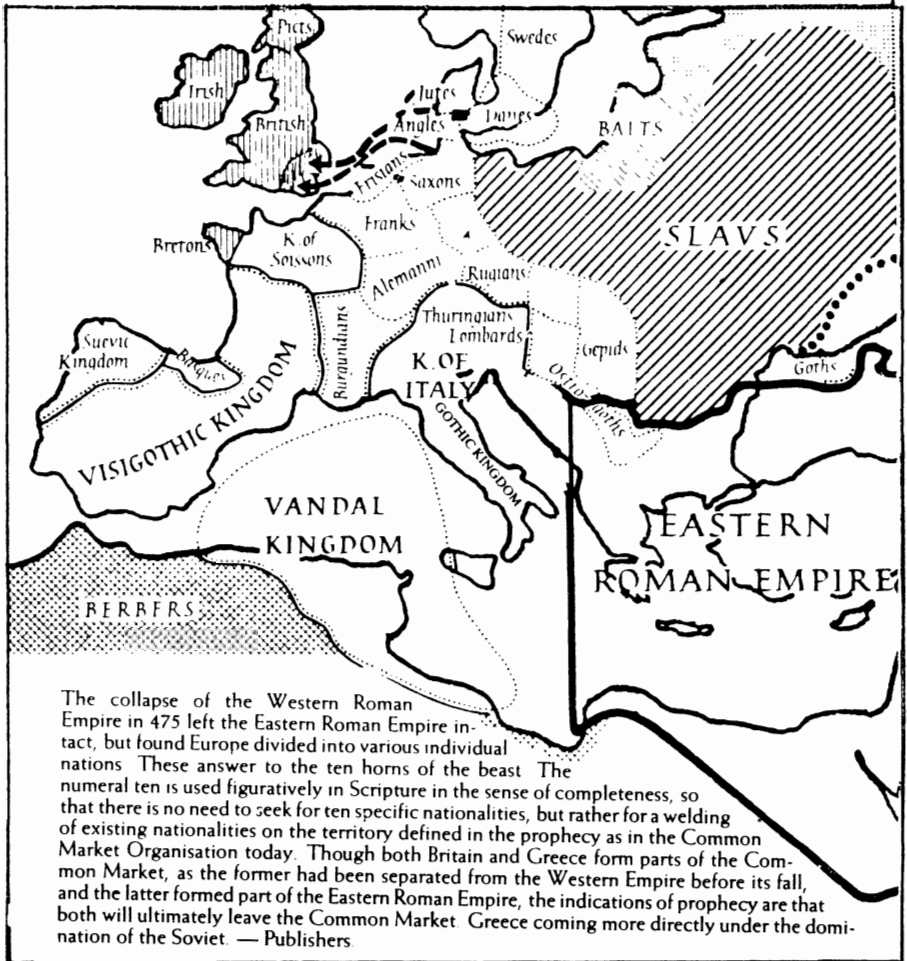 Picts
Swedes
Irish
Jutes
British
Angles
Danes
BALTS
Frisians
Saxons
SLAVS
Franks
Bretons
K. of
Soissons
Alemanni
Rugians
Thuringians
Lombards
Burgundians
Gepids
Suevic
Kingdom
Basques
K. OF
ITALY
Goths
Ostrogoths
VISIGOTHIC KINGDOM
GOTHIC KINGDOM
VANDAL
KINGDOM
EASTERN
ROMAN EMPIRE
BERBERS
The collapse of the Western Roman
Empire in 475 left the Eastern Roman Empire in-
tact, but found Europe divided into various individual
nations These answer to the ten horns of the beast The
numeral ten is used figuratively in Scripture in the sense of completeness, so
that there is no need to seek for ten specific nationalities, but rather for a welding
of existing nationalities on the territory defined in the prophecy as in the Common
Market Organisation today. Though both Britain and Greece form parts of the Com-
mon Market, as the former had been separated from the Western Empire before its fall,
and the latter formed part of the Eastern Roman Empire, the indications of prophecy are that
both will ultimately leave the Common Market. Greece coming more directly under the domi-
nation of the Soviet. — Publishers